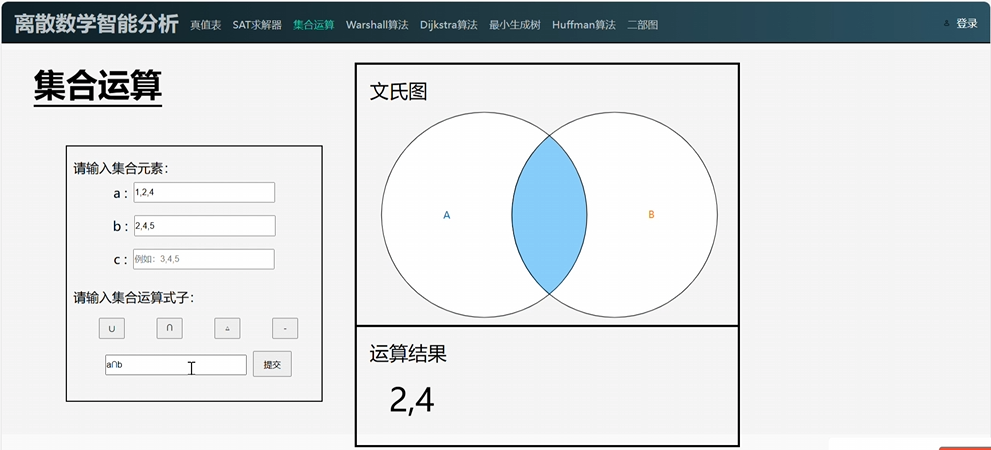 离散数学智能分析 真值表 SAT求解器 集合运算 Warshall算法 Dijkstra算法 最小生成树 Huffman算法 二部图 登录
集合运算
请输入集合元素：
a： 1,2,4
b： 2,4,5
c： 例如：3,4,5
请输入集合运算式子：
∪ ∩ △ -
a∩b 提交
文氏图
A B
运算结果
2,4